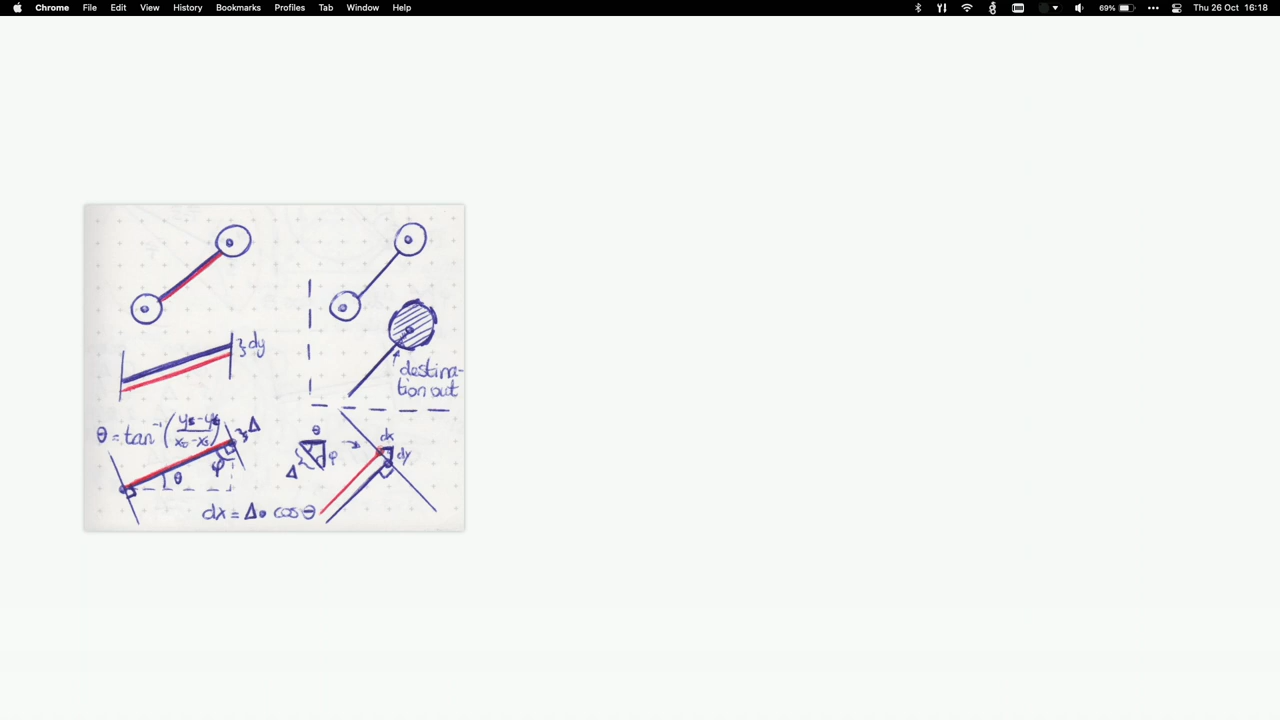 Chrome File Edit View History Bookmarks Profiles Tab Window Help 69% Thu 26 Oct 16:18
dy
destina-
tion out
θ = tan⁻¹
Δ
θ
φ
θ
φ
Δ
dx
dy
dx = Δ • cos θ